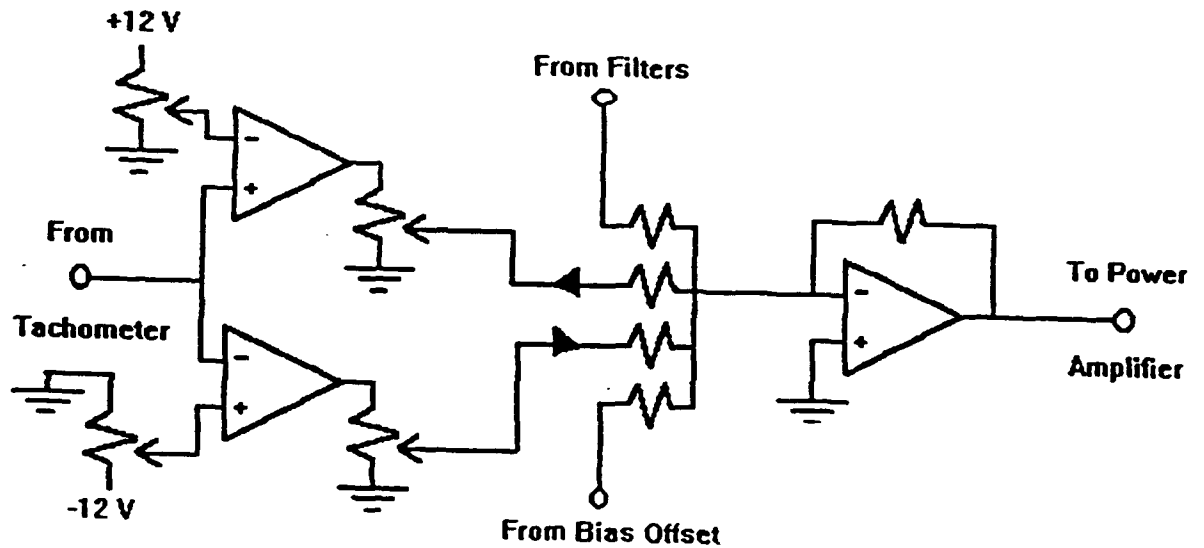 +12 V
From Filters
-
+
From
Tachometer
-
+
-12 V
-
+
To Power
Amplifier
From Bias Offset